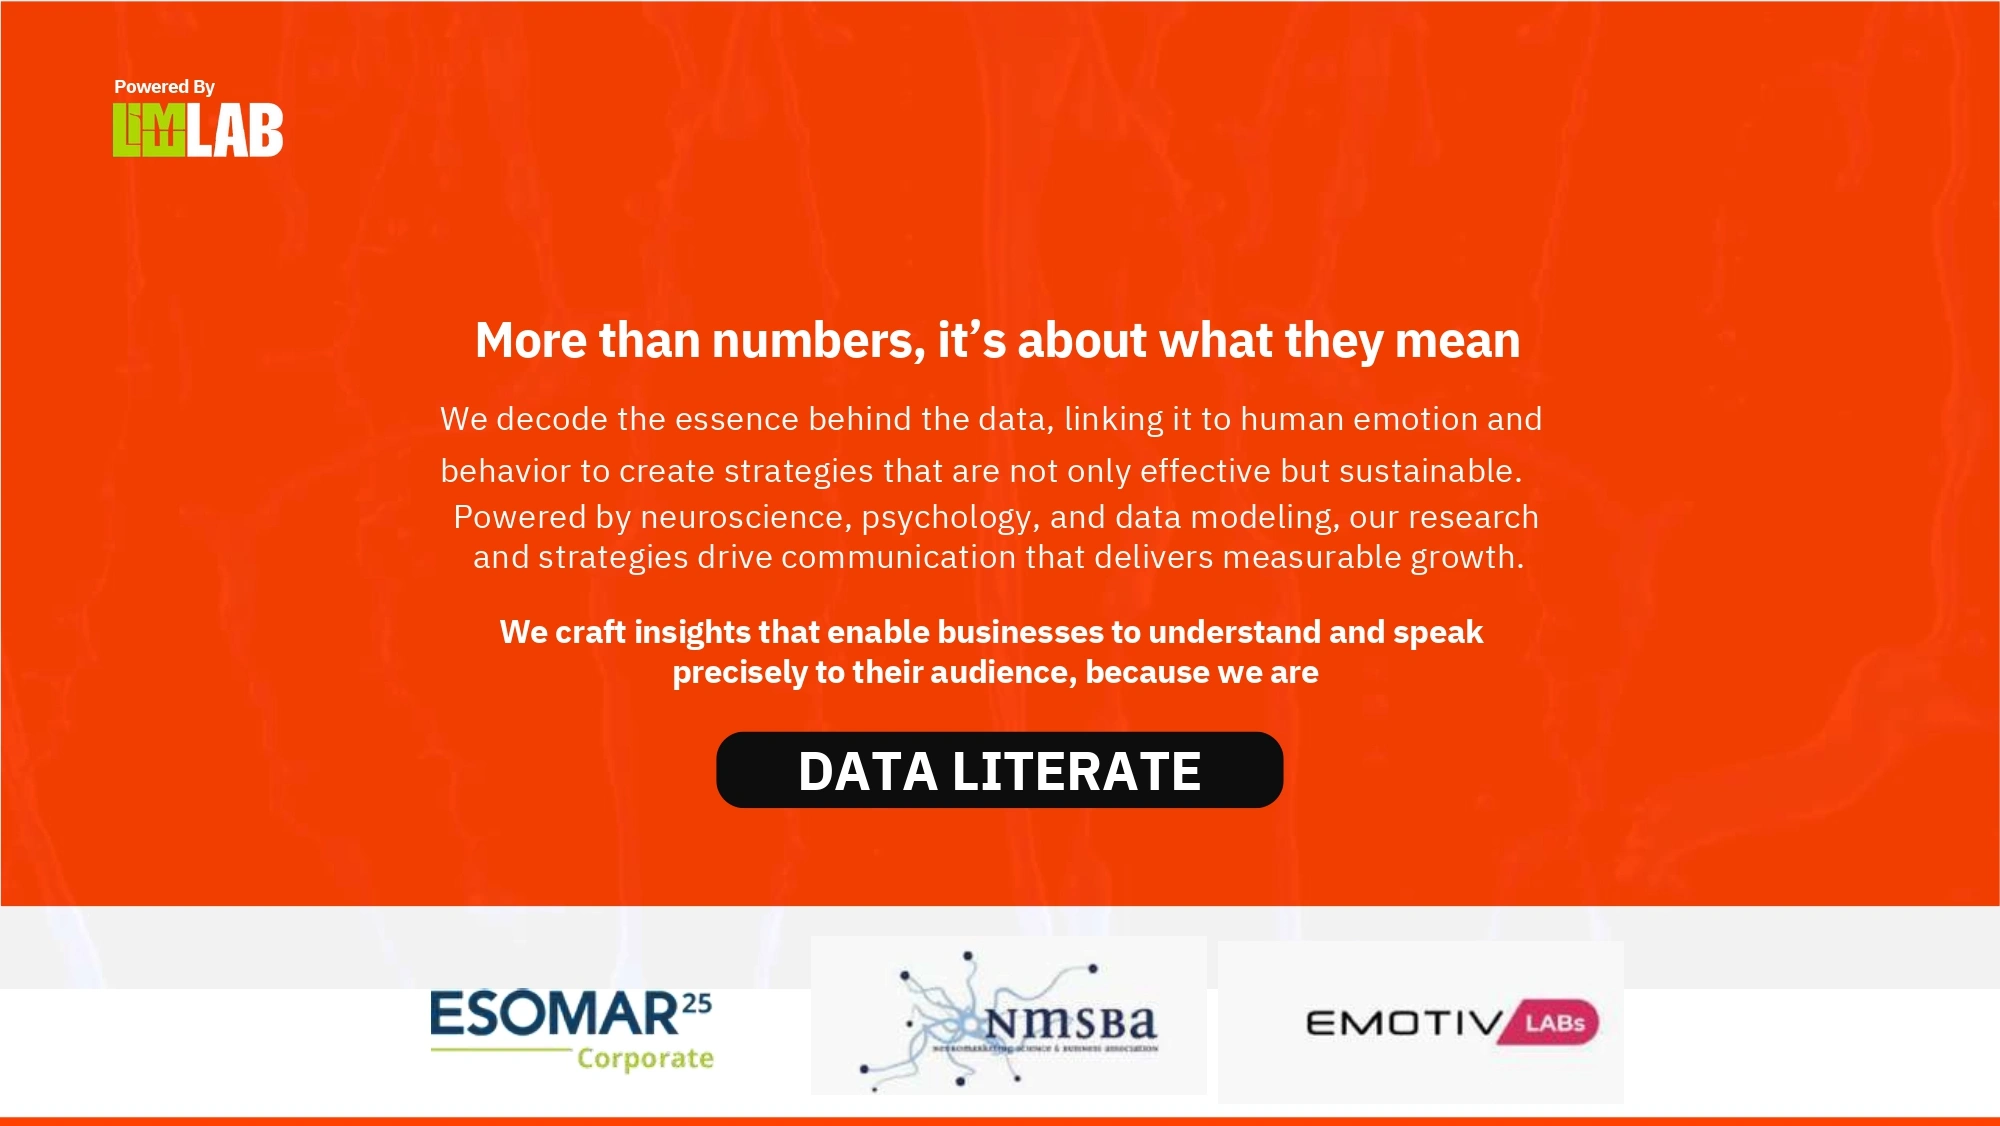 Powered By
LIMELAB
More than numbers, it’s about what they mean
We decode the essence behind the data, linking it to human emotion and
behavior to create strategies that are not only effective but sustainable.
Powered by neuroscience, psychology, and data modeling, our research
and strategies drive communication that delivers measurable growth.
We craft insights that enable businesses to understand and speak
precisely to their audience, because we are
DATA LITERATE
ESOMAR25
Corporate
NMSBa
NEUROMARKETING SCIENCE & BUSINESS ASSOCIATION
EMOTIV LABs